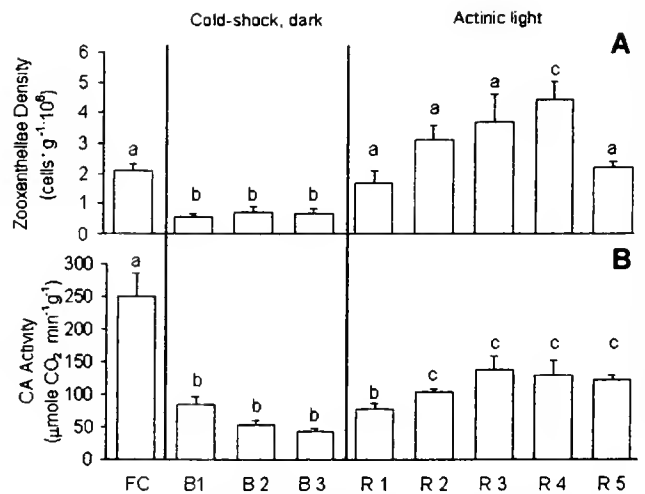 Cold-shock, dark
Actinic light
A
Zooxanthellae Density
(cells· g⁻¹·10⁶)
6
5
4
3
2
1
0
a
b
b
b
a
a
a
c
a
B
CA Activity
(µmole CO₂ min⁻¹g⁻¹)
300
250
200
150
100
50
0
a
b
b
b
b
c
c
c
c
FC B1 B 2 B 3 R 1 R 2 R 3 R 4 R 5